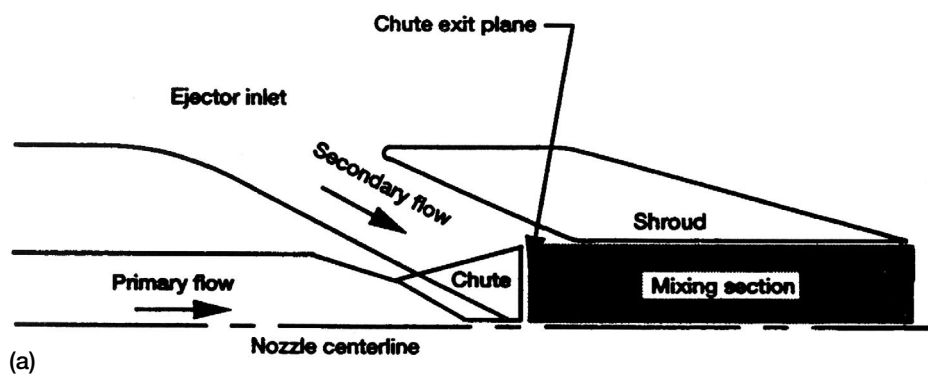 Chute exit plane
Ejector inlet
Secondary flow
Shroud
Chute
Primary flow
Mixing section
Nozzle centerline
(a)